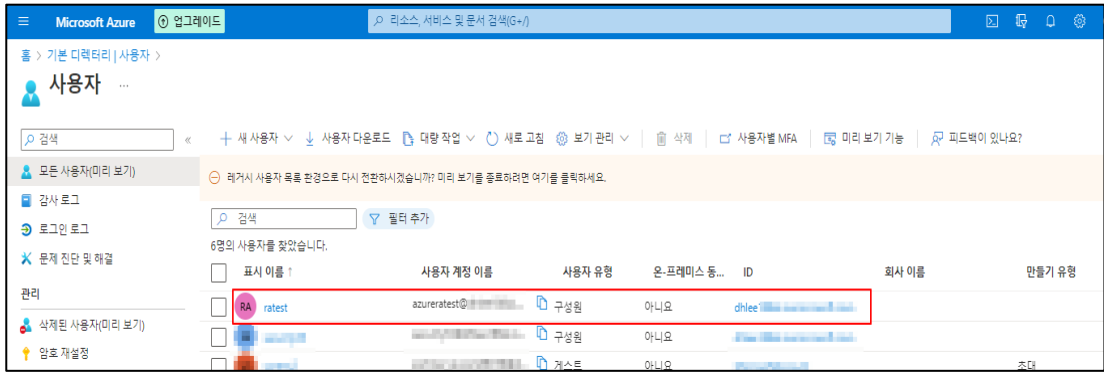 Microsoft Azure
업그레이드
리소스, 서비스 및 문서 검색(G+/)
홈 > 기본 디렉터리 | 사용자 >
사용자 ...
검색 «
새 사용자 사용자 다운로드 대량 작업 새로 고침 보기 관리 삭제 사용자별 MFA 미리 보기 기능 피드백이 있나요?
모든 사용자(미리 보기)
레거시 사용자 목록 환경으로 다시 전환하시겠습니까? 미리 보기를 종료하려면 여기를 클릭하세요.
감사 로그
로그인 로그
문제 진단 및 해결
관리
삭제된 사용자(미리 보기)
암호 재설정
검색 필터 추가
6명의 사용자를 찾았습니다.
표시 이름 ↑ 사용자 계정 이름 사용자 유형 온-프레미스 동... ID 회사 이름 만들기 유형
RA ratest azureratest@ 구성원 아니요 dhlee1
구성원 아니요
게스트 아니요 초대